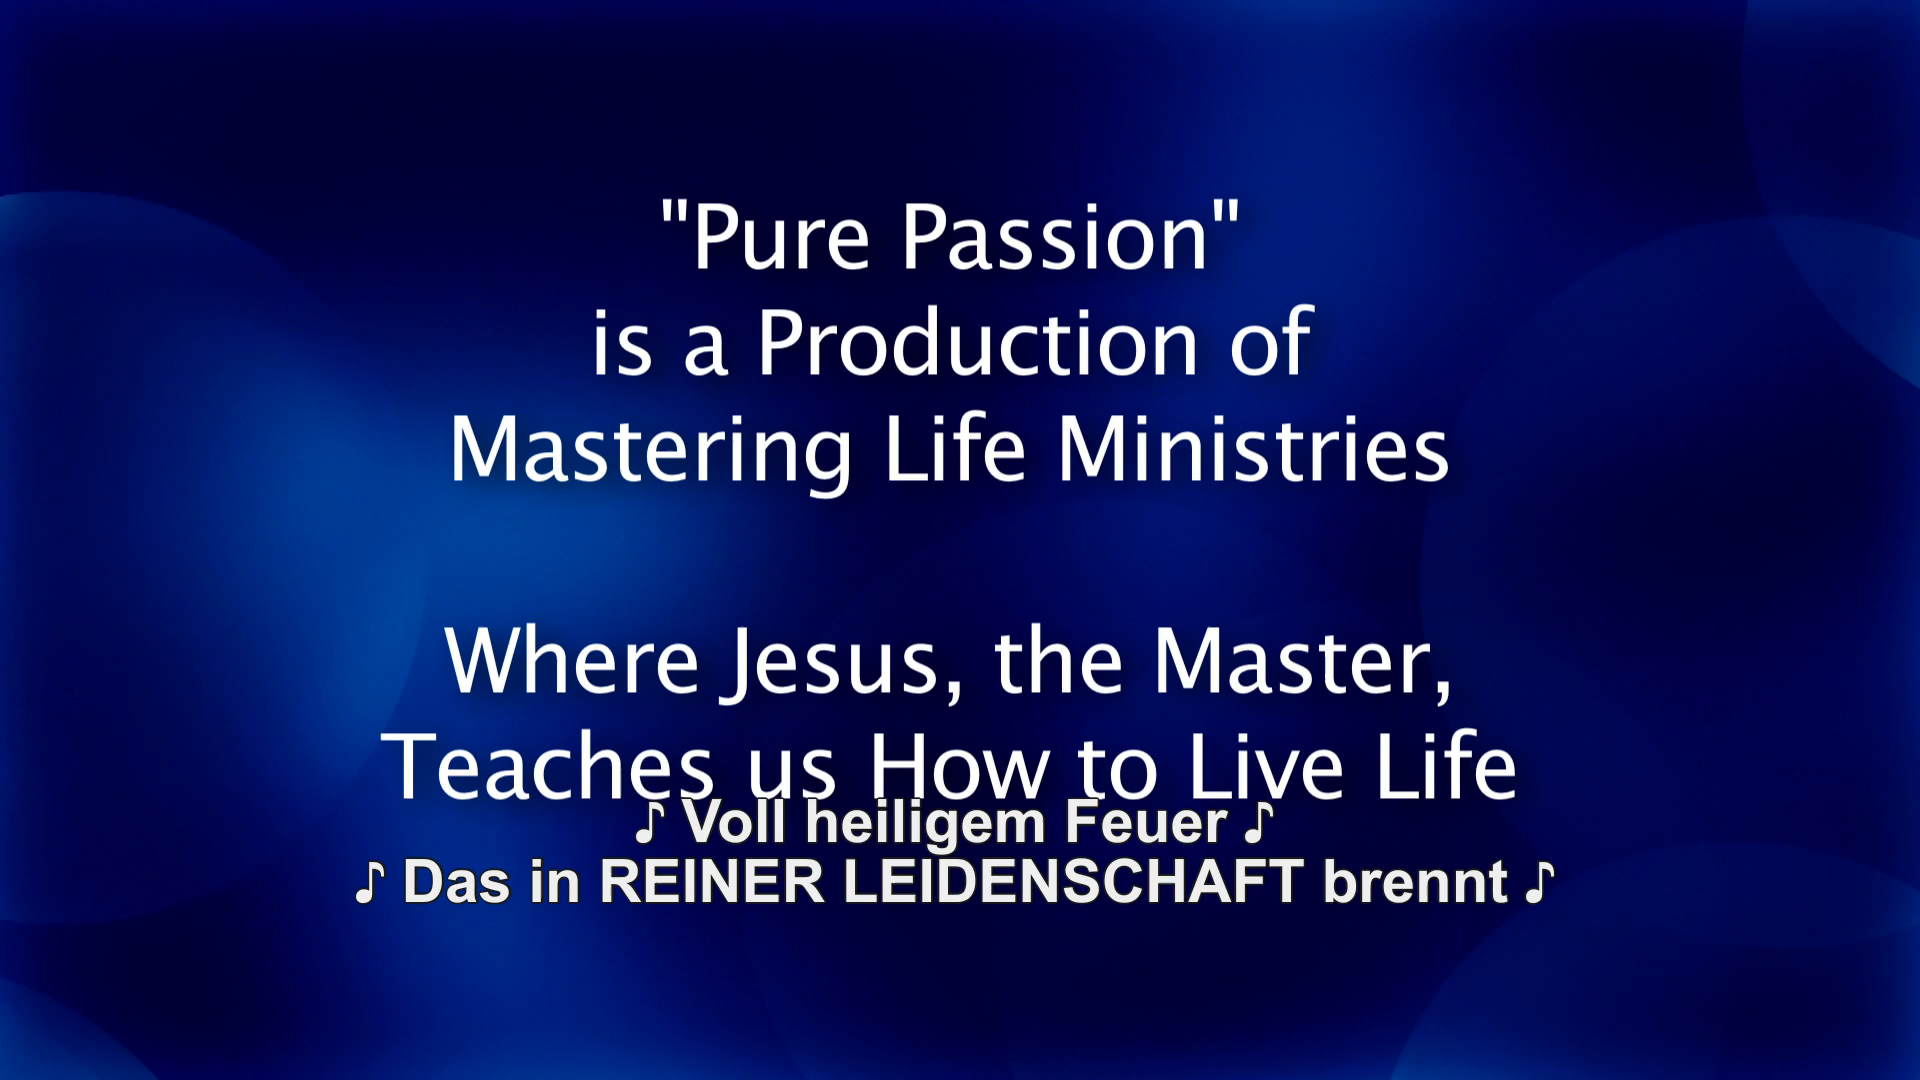 "Pure Passion"
is a Production of
Mastering Life Ministries
Where Jesus, the Master,
Teaches us How to Live Life
♪ Voll heiligem Feuer ♪
♪ Das in REINER LEIDENSCHAFT brennt ♪